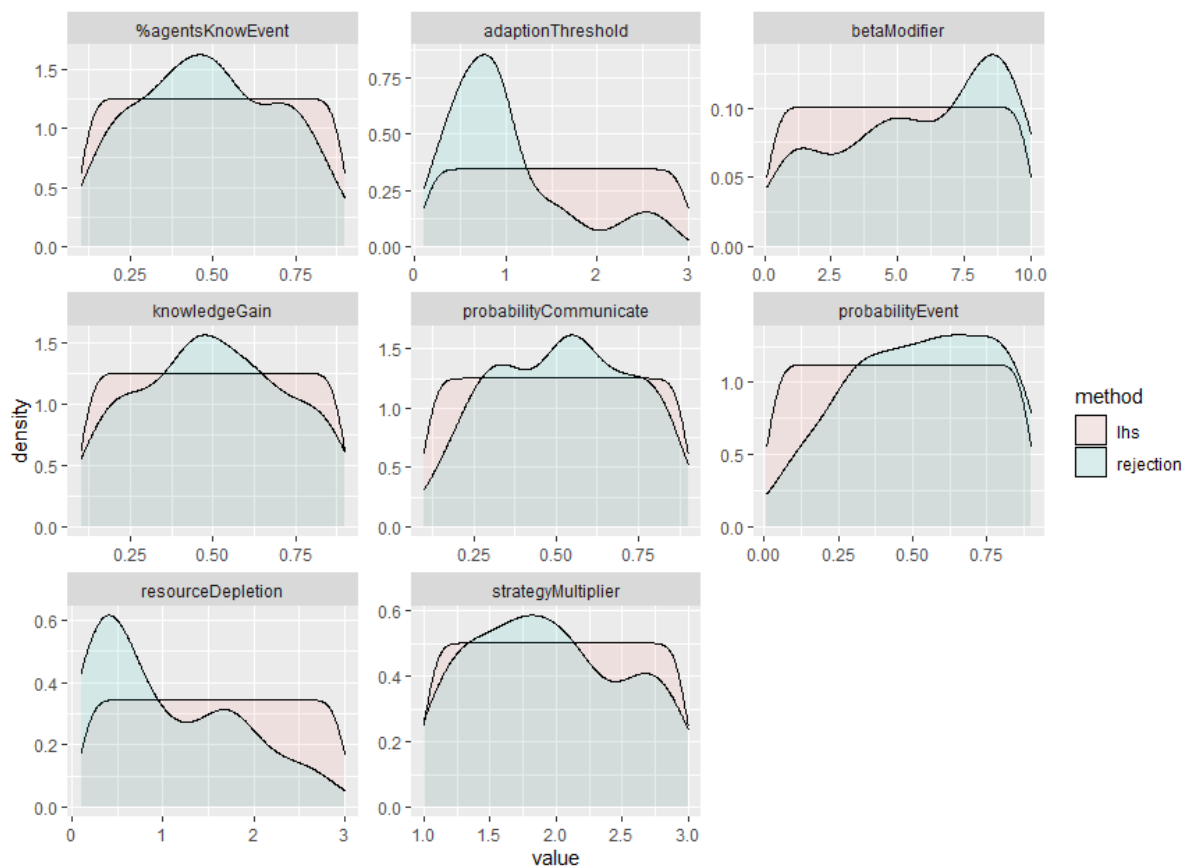 %agentsKnowEvent
adaptionThreshold
betaModifier
1.5
1.0
0.5
0.0
0.25 0.50 0.75
0.75
0.50
0.25
0.00
0 1 2 3
0.10
0.05
0.00
0.0 2.5 5.0 7.5 10.0
knowledgeGain
probabilityCommunicate
probabilityEvent
1.5
1.0
0.5
0.0
0.25 0.50 0.75
1.5
1.0
0.5
0.0
0.25 0.50 0.75
1.0
0.5
0.0
0.00 0.25 0.50 0.75
resourceDepletion
strategyMultiplier
0.6
0.4
0.2
0.0
0 1 2 3
0.6
0.4
0.2
0.0
1.0 1.5 2.0 2.5 3.0
density
value
method
lhs
rejection